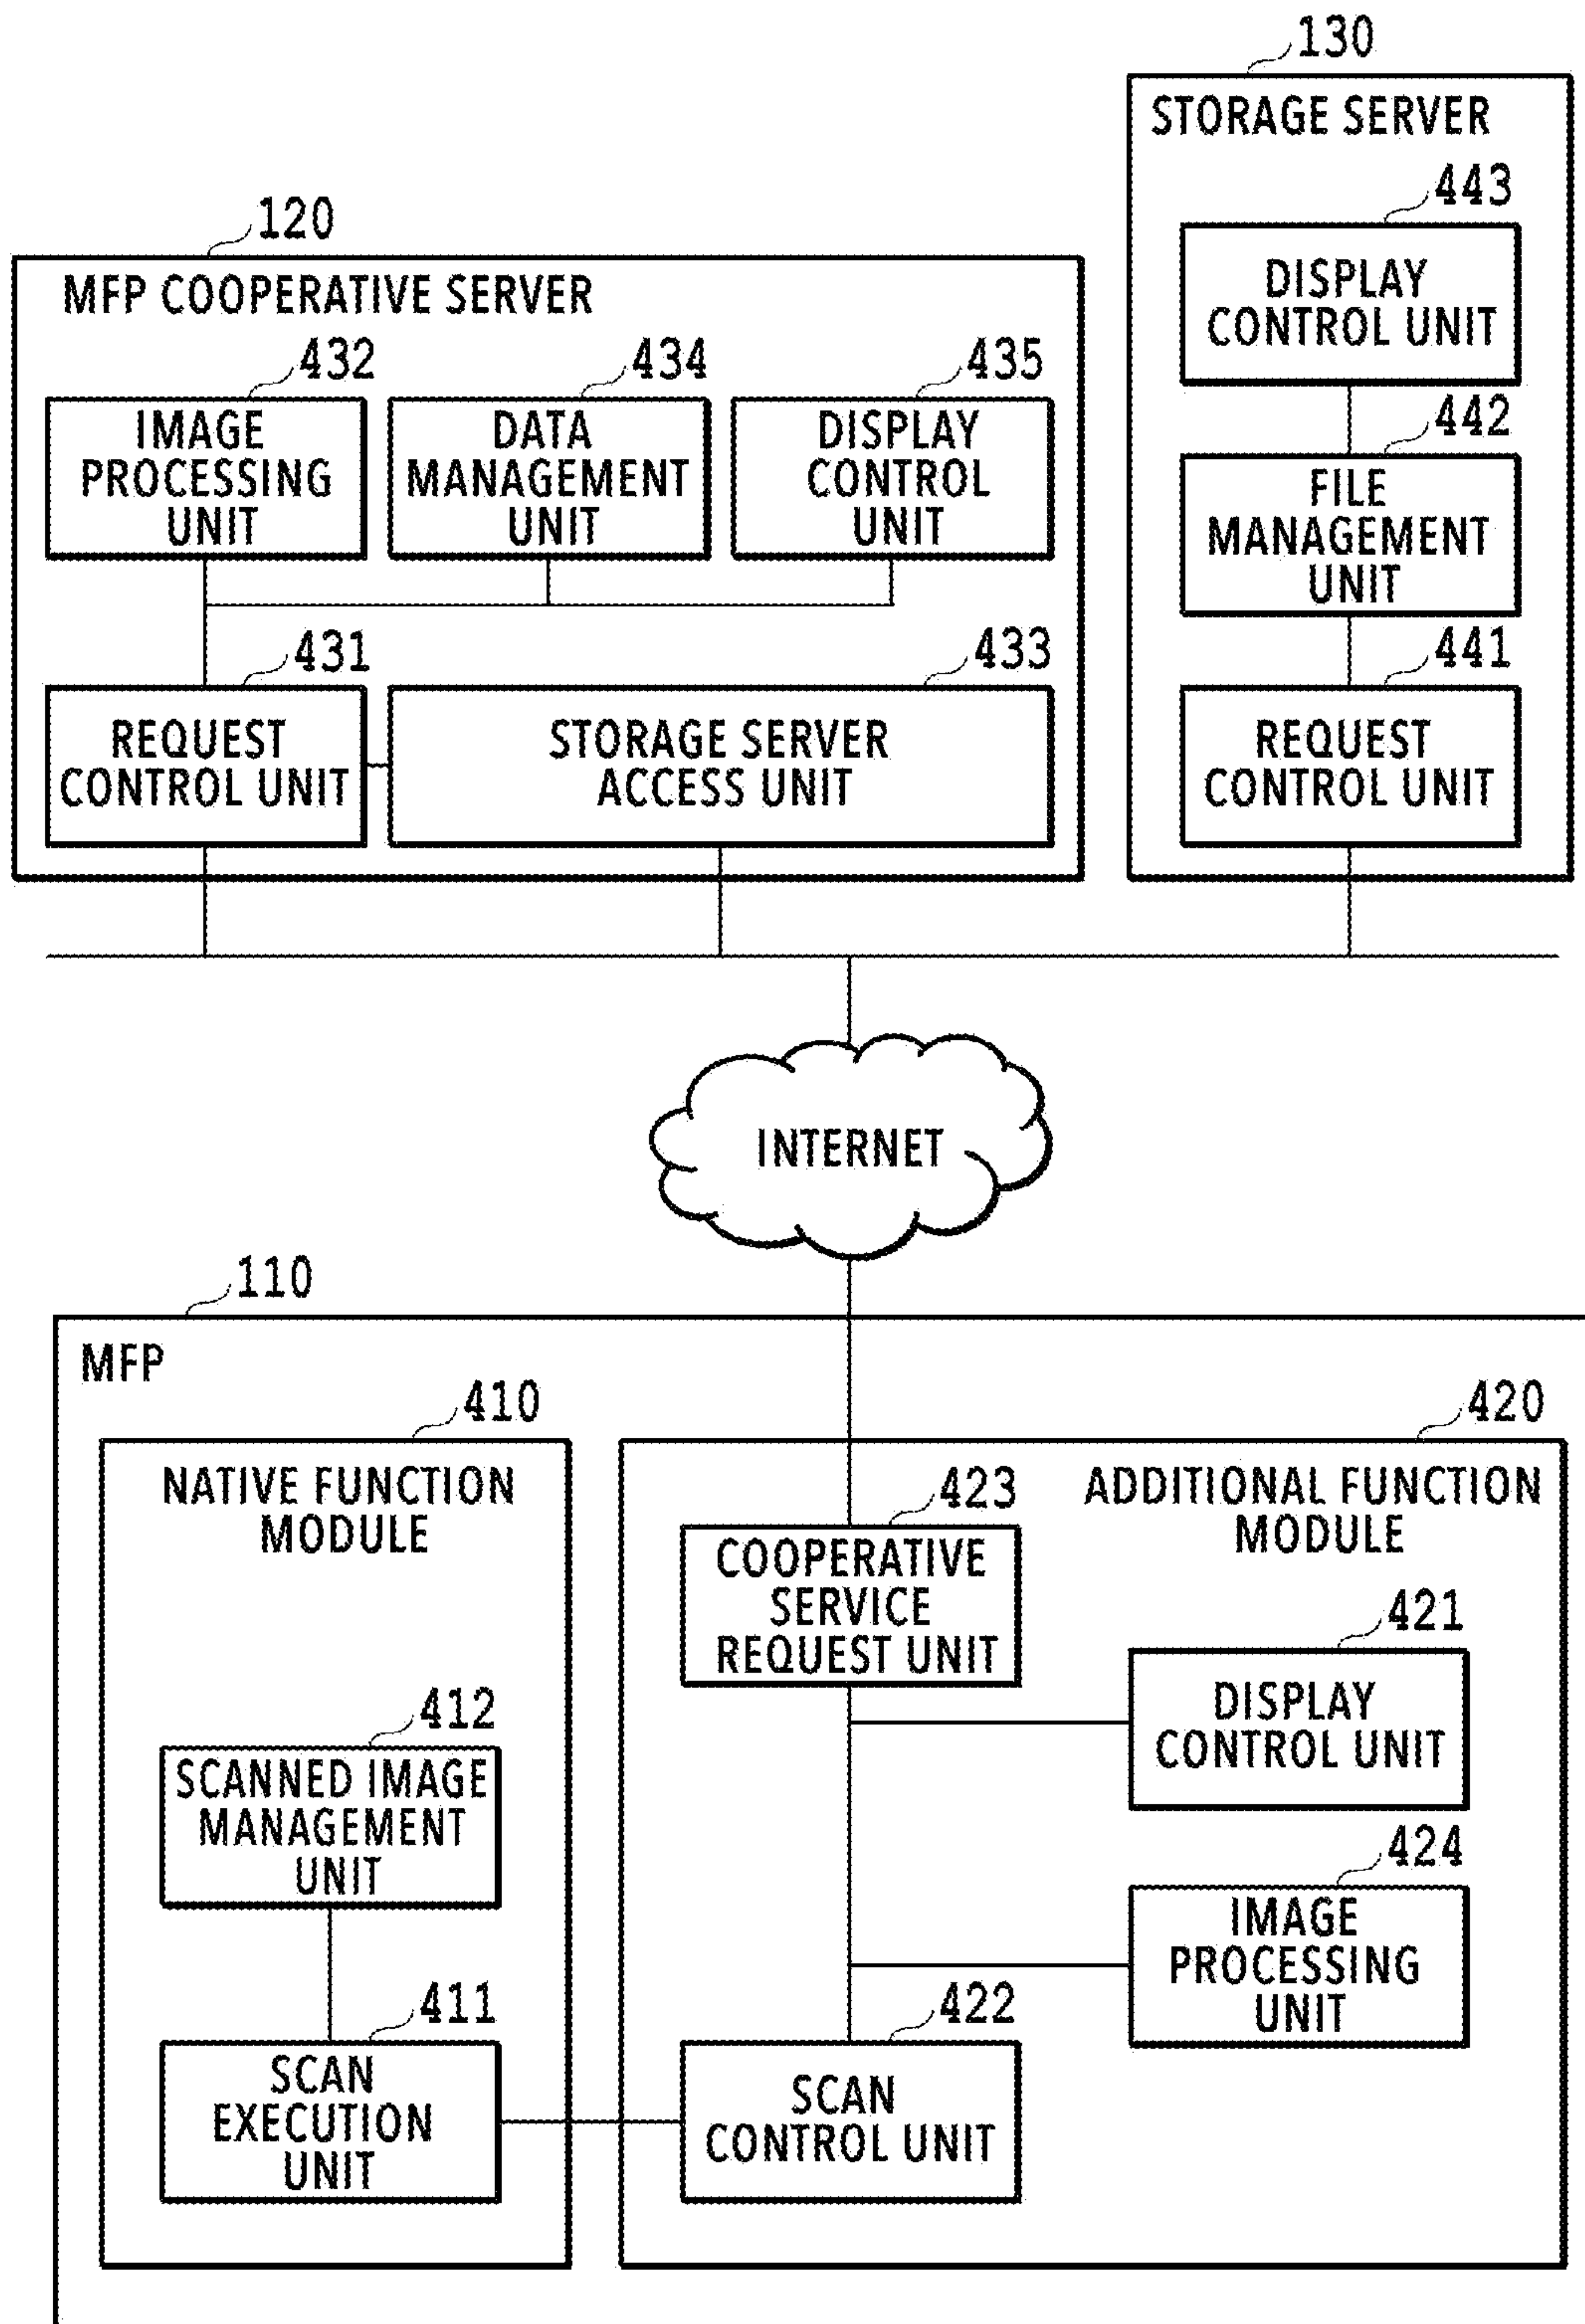 130
STORAGE SERVER
443
DISPLAY
CONTROL UNIT
442
FILE
MANAGEMENT
UNIT
441
REQUEST
CONTROL UNIT
120
MFP COOPERATIVE SERVER
432
IMAGE
PROCESSING
UNIT
434
DATA
MANAGEMENT
UNIT
435
DISPLAY
CONTROL
UNIT
431
REQUEST
CONTROL UNIT
433
STORAGE SERVER
ACCESS UNIT
INTERNET
110
MFP
410
NATIVE FUNCTION
MODULE
412
SCANNED IMAGE
MANAGEMENT
UNIT
411
SCAN
EXECUTION
UNIT
420
ADDITIONAL FUNCTION
MODULE
423
COOPERATIVE
SERVICE
REQUEST UNIT
421
DISPLAY
CONTROL UNIT
424
IMAGE
PROCESSING
UNIT
422
SCAN
CONTROL UNIT